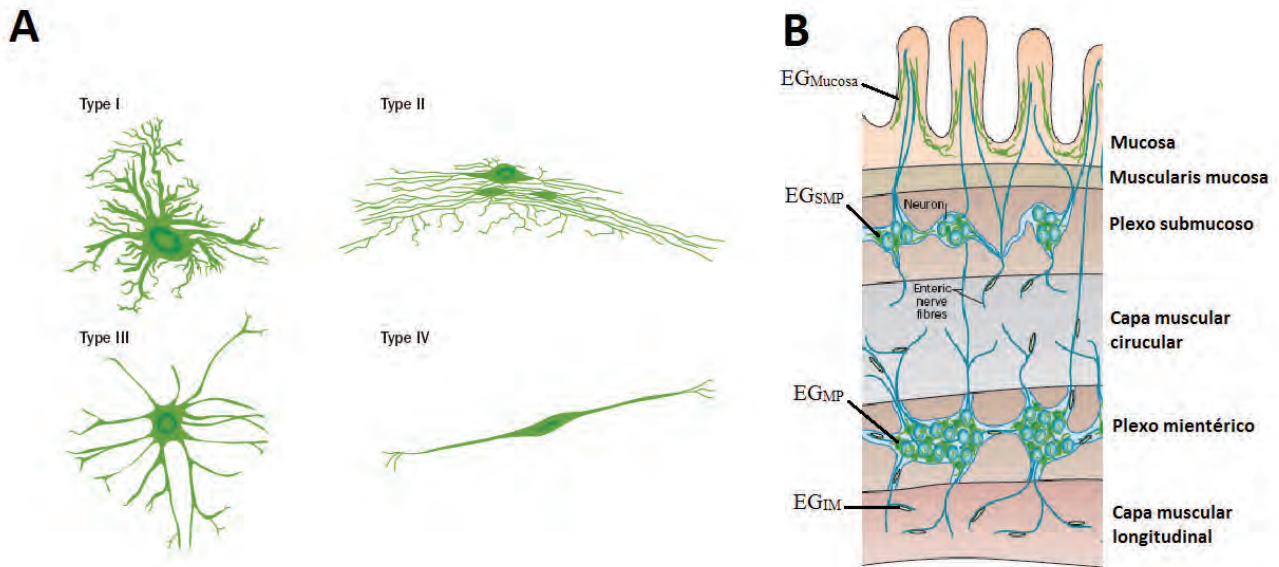 A
Type I
Type II
Type III
Type IV
B
EGMucosa
EGSMP
Neuron
Enteric
nerve
fibres
EGMP
EGIM
Mucosa
Muscularis mucosa
Plexo submucoso
Capa muscular
cirucular
Plexo mientérico
Capa muscular
longitudinal